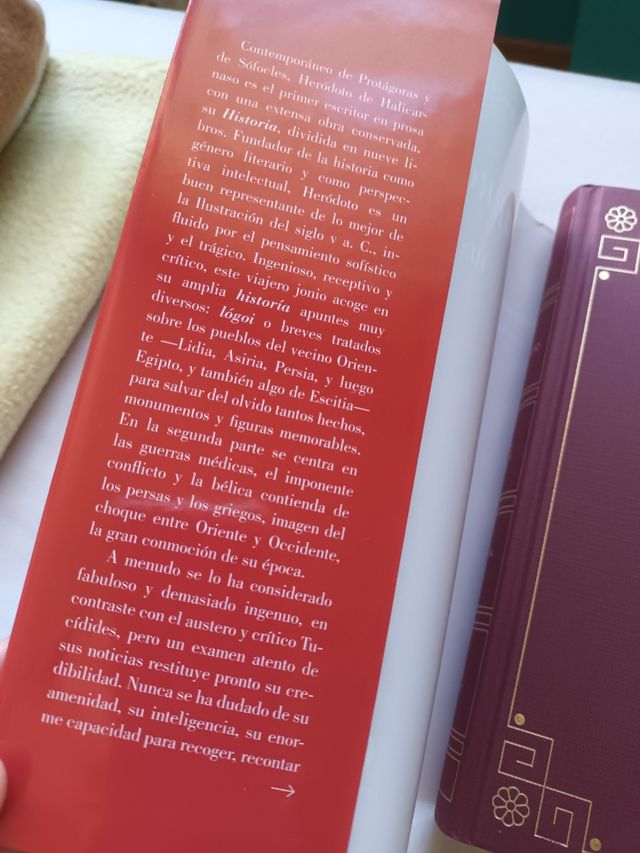 Contemporáneo de Protágoras y
de Sófocles, Heródoto de Halicar-
naso es el primer escritor en prosa
con una extensa obra conservada,
su Historia, dividida en nueve li-
bros. Fundador de la historia como
género literario y como perspec-
tiva intelectual, Heródoto es un
buen representante de lo mejor de
la Ilustración del siglo v a. C., in-
fluido por el pensamiento sofístico
y el trágico. Ingenioso, receptivo y
crítico, este viajero jonio acoge en
su amplia historía apuntes muy
diversos: lógoi o breves tratados
sobre los pueblos del vecino Orien-
te —Lidia, Asiria, Persia, y luego
Egipto, y también algo de Escitia—
para salvar del olvido tantos hechos,
monumentos y figuras memorables.
En la segunda parte se centra en
las guerras médicas, el imponente
conflicto y la bélica contienda de
los persas y los griegos, imagen del
choque entre Oriente y Occidente,
la gran conmoción de su época.
A menudo se lo ha considerado
fabuloso y demasiado ingenuo, en
contraste con el austero y crítico Tu-
cídides, pero un examen atento de
sus noticias restituye pronto su cre-
dibilidad. Nunca se ha dudado de su
amenidad, su inteligencia, su enor-
me capacidad para recoger, recontar
→